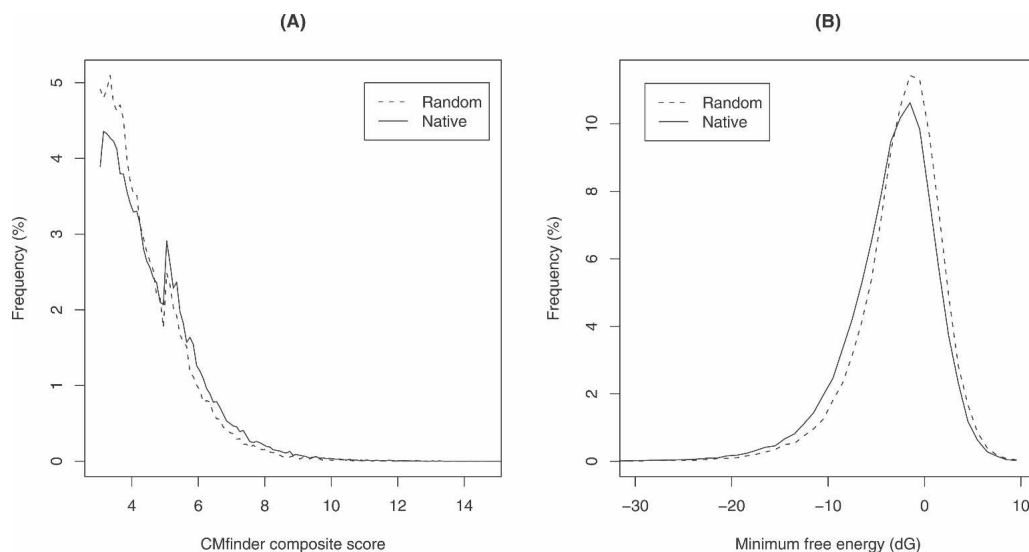 (A)
Frequency (%)
5
4
3
2
1
0
Random
Native
4 6 8 10 12 14
CMfinder composite score
(B)
Frequency (%)
10
8
6
4
2
0
Random
Native
−30 −20 −10 0 10
Minimum free energy (dG)